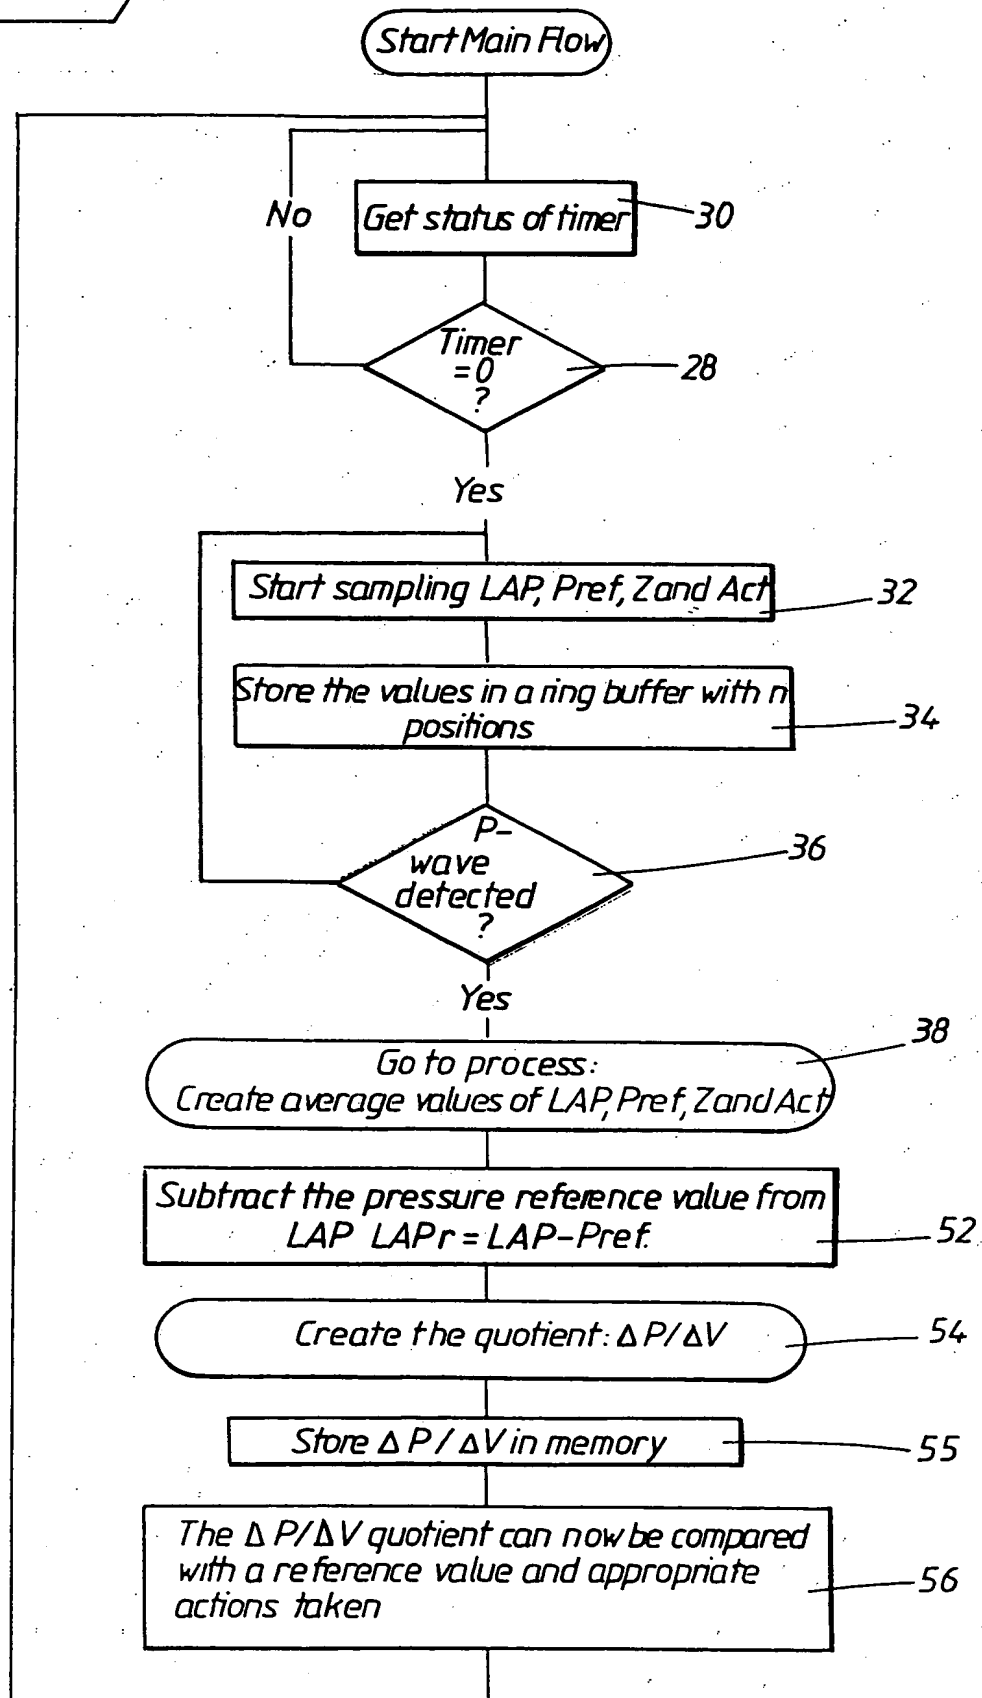 Start Main Flow
No
Get status of timer
30
Timer
=0
?
28
Yes
Start sampling LAP, Pref, Z and Act
32
Store the values in a ring buffer with n
positions
34
P-
wave
detected
?
36
Yes
38
Go to process:
Create average values of LAP, Pref, Z and Act
Subtract the pressure reference value from
LAP LAPr = LAP-Pref.
52
Create the quotient: Δ P/ΔV
54
Store Δ P / ΔV in memory
55
The Δ P/ΔV quotient can now be compared
with a reference value and appropriate
actions taken
56